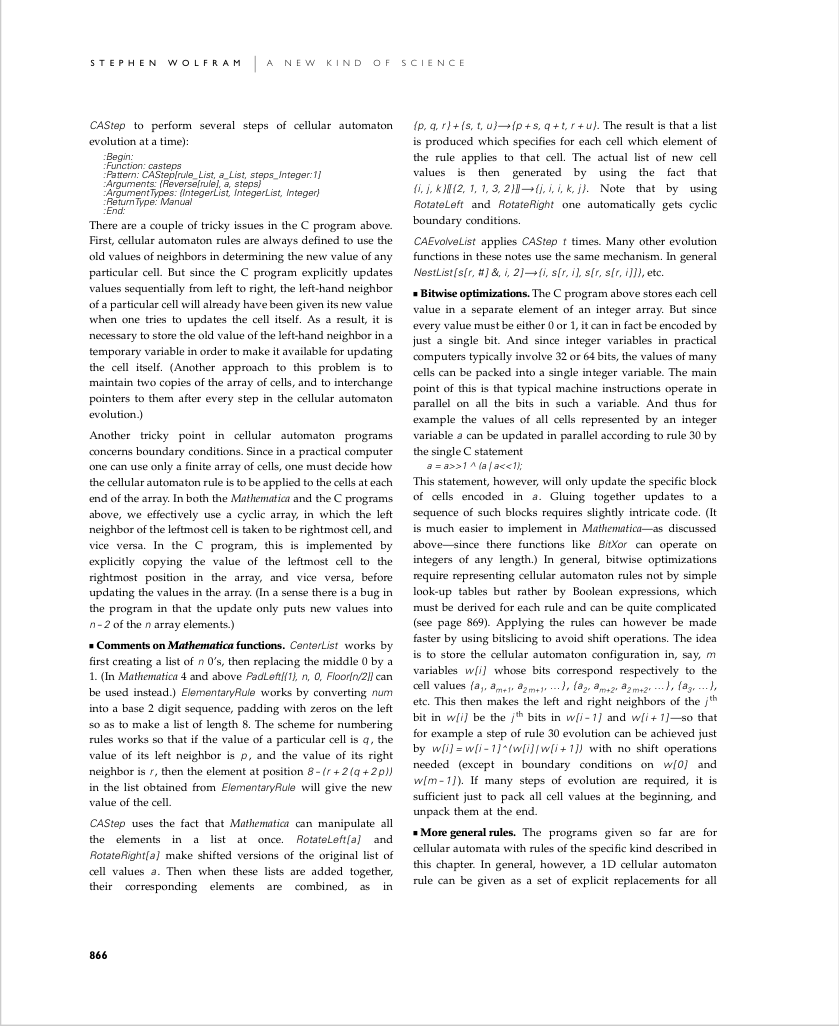 STEPHEN WOLFRAM | A NEW KIND OF SCIENCE
CAStep to perform several steps of cellular automaton
evolution at a time):
:Begin:
:Function: casteps
:Pattern: CAStep[rule_List, a_List, steps_Integer:1]
:Arguments: {Reverse[rule], a, steps}
:ArgumentTypes: {IntegerList, IntegerList, Integer}
:ReturnType: Manual
:End:
There are a couple of tricky issues in the C program above.
First, cellular automaton rules are always defined to use the
old values of neighbors in determining the new value of any
particular cell. But since the C program explicitly updates
values sequentially from left to right, the left-hand neighbor
of a particular cell will already have been given its new value
when one tries to updates the cell itself. As a result, it is
necessary to store the old value of the left-hand neighbor in a
temporary variable in order to make it available for updating
the cell itself. (Another approach to this problem is to
maintain two copies of the array of cells, and to interchange
pointers to them after every step in the cellular automaton
evolution.)
Another tricky point in cellular automaton programs
concerns boundary conditions. Since in a practical computer
one can use only a finite array of cells, one must decide how
the cellular automaton rule is to be applied to the cells at each
end of the array. In both the Mathematica and the C programs
above, we effectively use a cyclic array, in which the left
neighbor of the leftmost cell is taken to be rightmost cell, and
vice versa. In the C program, this is implemented by
explicitly copying the value of the leftmost cell to the
rightmost position in the array, and vice versa, before
updating the values in the array. (In a sense there is a bug in
the program in that the update only puts new values into
n - 2 of the n array elements.)
▪ Comments on Mathematica functions. CenterList works by
first creating a list of n 0's, then replacing the middle 0 by a
1. (In Mathematica 4 and above PadLeft[{1}, n, 0, Floor[n/2]] can
be used instead.) ElementaryRule works by converting num
into a base 2 digit sequence, padding with zeros on the left
so as to make a list of length 8. The scheme for numbering
rules works so that if the value of a particular cell is q, the
value of its left neighbor is p, and the value of its right
neighbor is r, then the element at position 8 - (r + 2 (q + 2 p))
in the list obtained from ElementaryRule will give the new
value of the cell.
CAStep uses the fact that Mathematica can manipulate all
the elements in a list at once. RotateLeft[a] and
RotateRight[a] make shifted versions of the original list of
cell values a. Then when these lists are added together,
their corresponding elements are combined, as in
{p, q, r} + {s, t, u} ⟶ {p + s, q + t, r + u}. The result is that a list
is produced which specifies for each cell which element of
the rule applies to that cell. The actual list of new cell
values is then generated by using the fact that
{i, j, k}⟦{2, 1, 1, 3, 2}⟧ ⟶ {j, i, i, k, j}. Note that by using
RotateLeft and RotateRight one automatically gets cyclic
boundary conditions.
CAEvolveList applies CAStep t times. Many other evolution
functions in these notes use the same mechanism. In general
NestList[s[r, #] &, i, 2] ⟶ {i, s[r, i], s[r, s[r, i]]}, etc.
▪ Bitwise optimizations. The C program above stores each cell
value in a separate element of an integer array. But since
every value must be either 0 or 1, it can in fact be encoded by
just a single bit. And since integer variables in practical
computers typically involve 32 or 64 bits, the values of many
cells can be packed into a single integer variable. The main
point of this is that typical machine instructions operate in
parallel on all the bits in such a variable. And thus for
example the values of all cells represented by an integer
variable a can be updated in parallel according to rule 30 by
the single C statement
a = a>>1 ^ (a | a<<1);
This statement, however, will only update the specific block
of cells encoded in a. Gluing together updates to a
sequence of such blocks requires slightly intricate code. (It
is much easier to implement in Mathematica—as discussed
above—since there functions like BitXor can operate on
integers of any length.) In general, bitwise optimizations
require representing cellular automaton rules not by simple
look-up tables but rather by Boolean expressions, which
must be derived for each rule and can be quite complicated
(see page 869). Applying the rules can however be made
faster by using bitslicing to avoid shift operations. The idea
is to store the cellular automaton configuration in, say, m
variables w[i] whose bits correspond respectively to the
cell values {a₁, aₘ₊₁, a₂ₘ₊₁, …}, {a₂, aₘ₊₂, a₂ₘ₊₂, …}, {a₃, …},
etc. This then makes the left and right neighbors of the jᵗʰ
bit in w[i] be the jᵗʰ bits in w[i - 1] and w[i + 1]—so that
for example a step of rule 30 evolution can be achieved just
by w[i] = w[i - 1] ^ (w[i] | w[i + 1]) with no shift operations
needed (except in boundary conditions on w[0] and
w[m - 1]). If many steps of evolution are required, it is
sufficient just to pack all cell values at the beginning, and
unpack them at the end.
▪ More general rules. The programs given so far are for
cellular automata with rules of the specific kind described in
this chapter. In general, however, a 1D cellular automaton
rule can be given as a set of explicit replacements for all
866